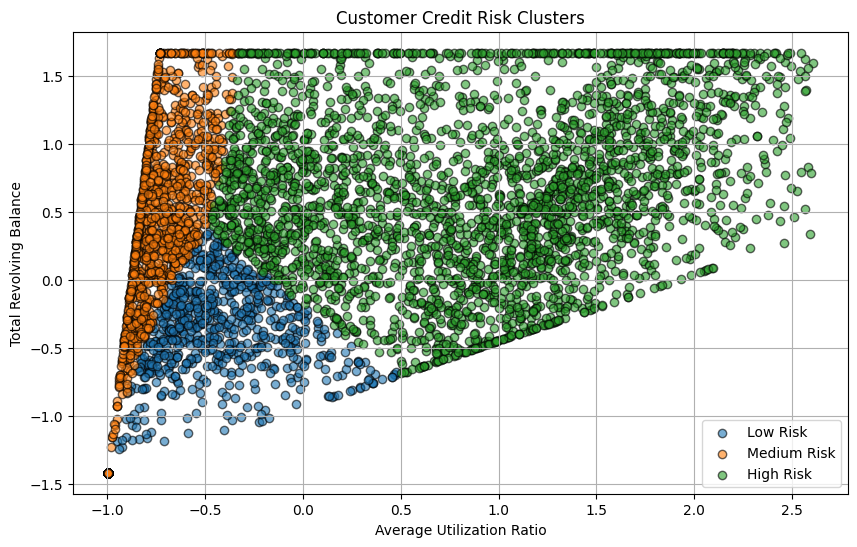 Customer Credit Risk Clusters
Total Revolving Balance
1.5
1.0
0.5
0.0
−0.5
−1.0
−1.5
−1.0
−0.5
0.0
0.5
1.0
1.5
2.0
2.5
Average Utilization Ratio
Low Risk
Medium Risk
High Risk